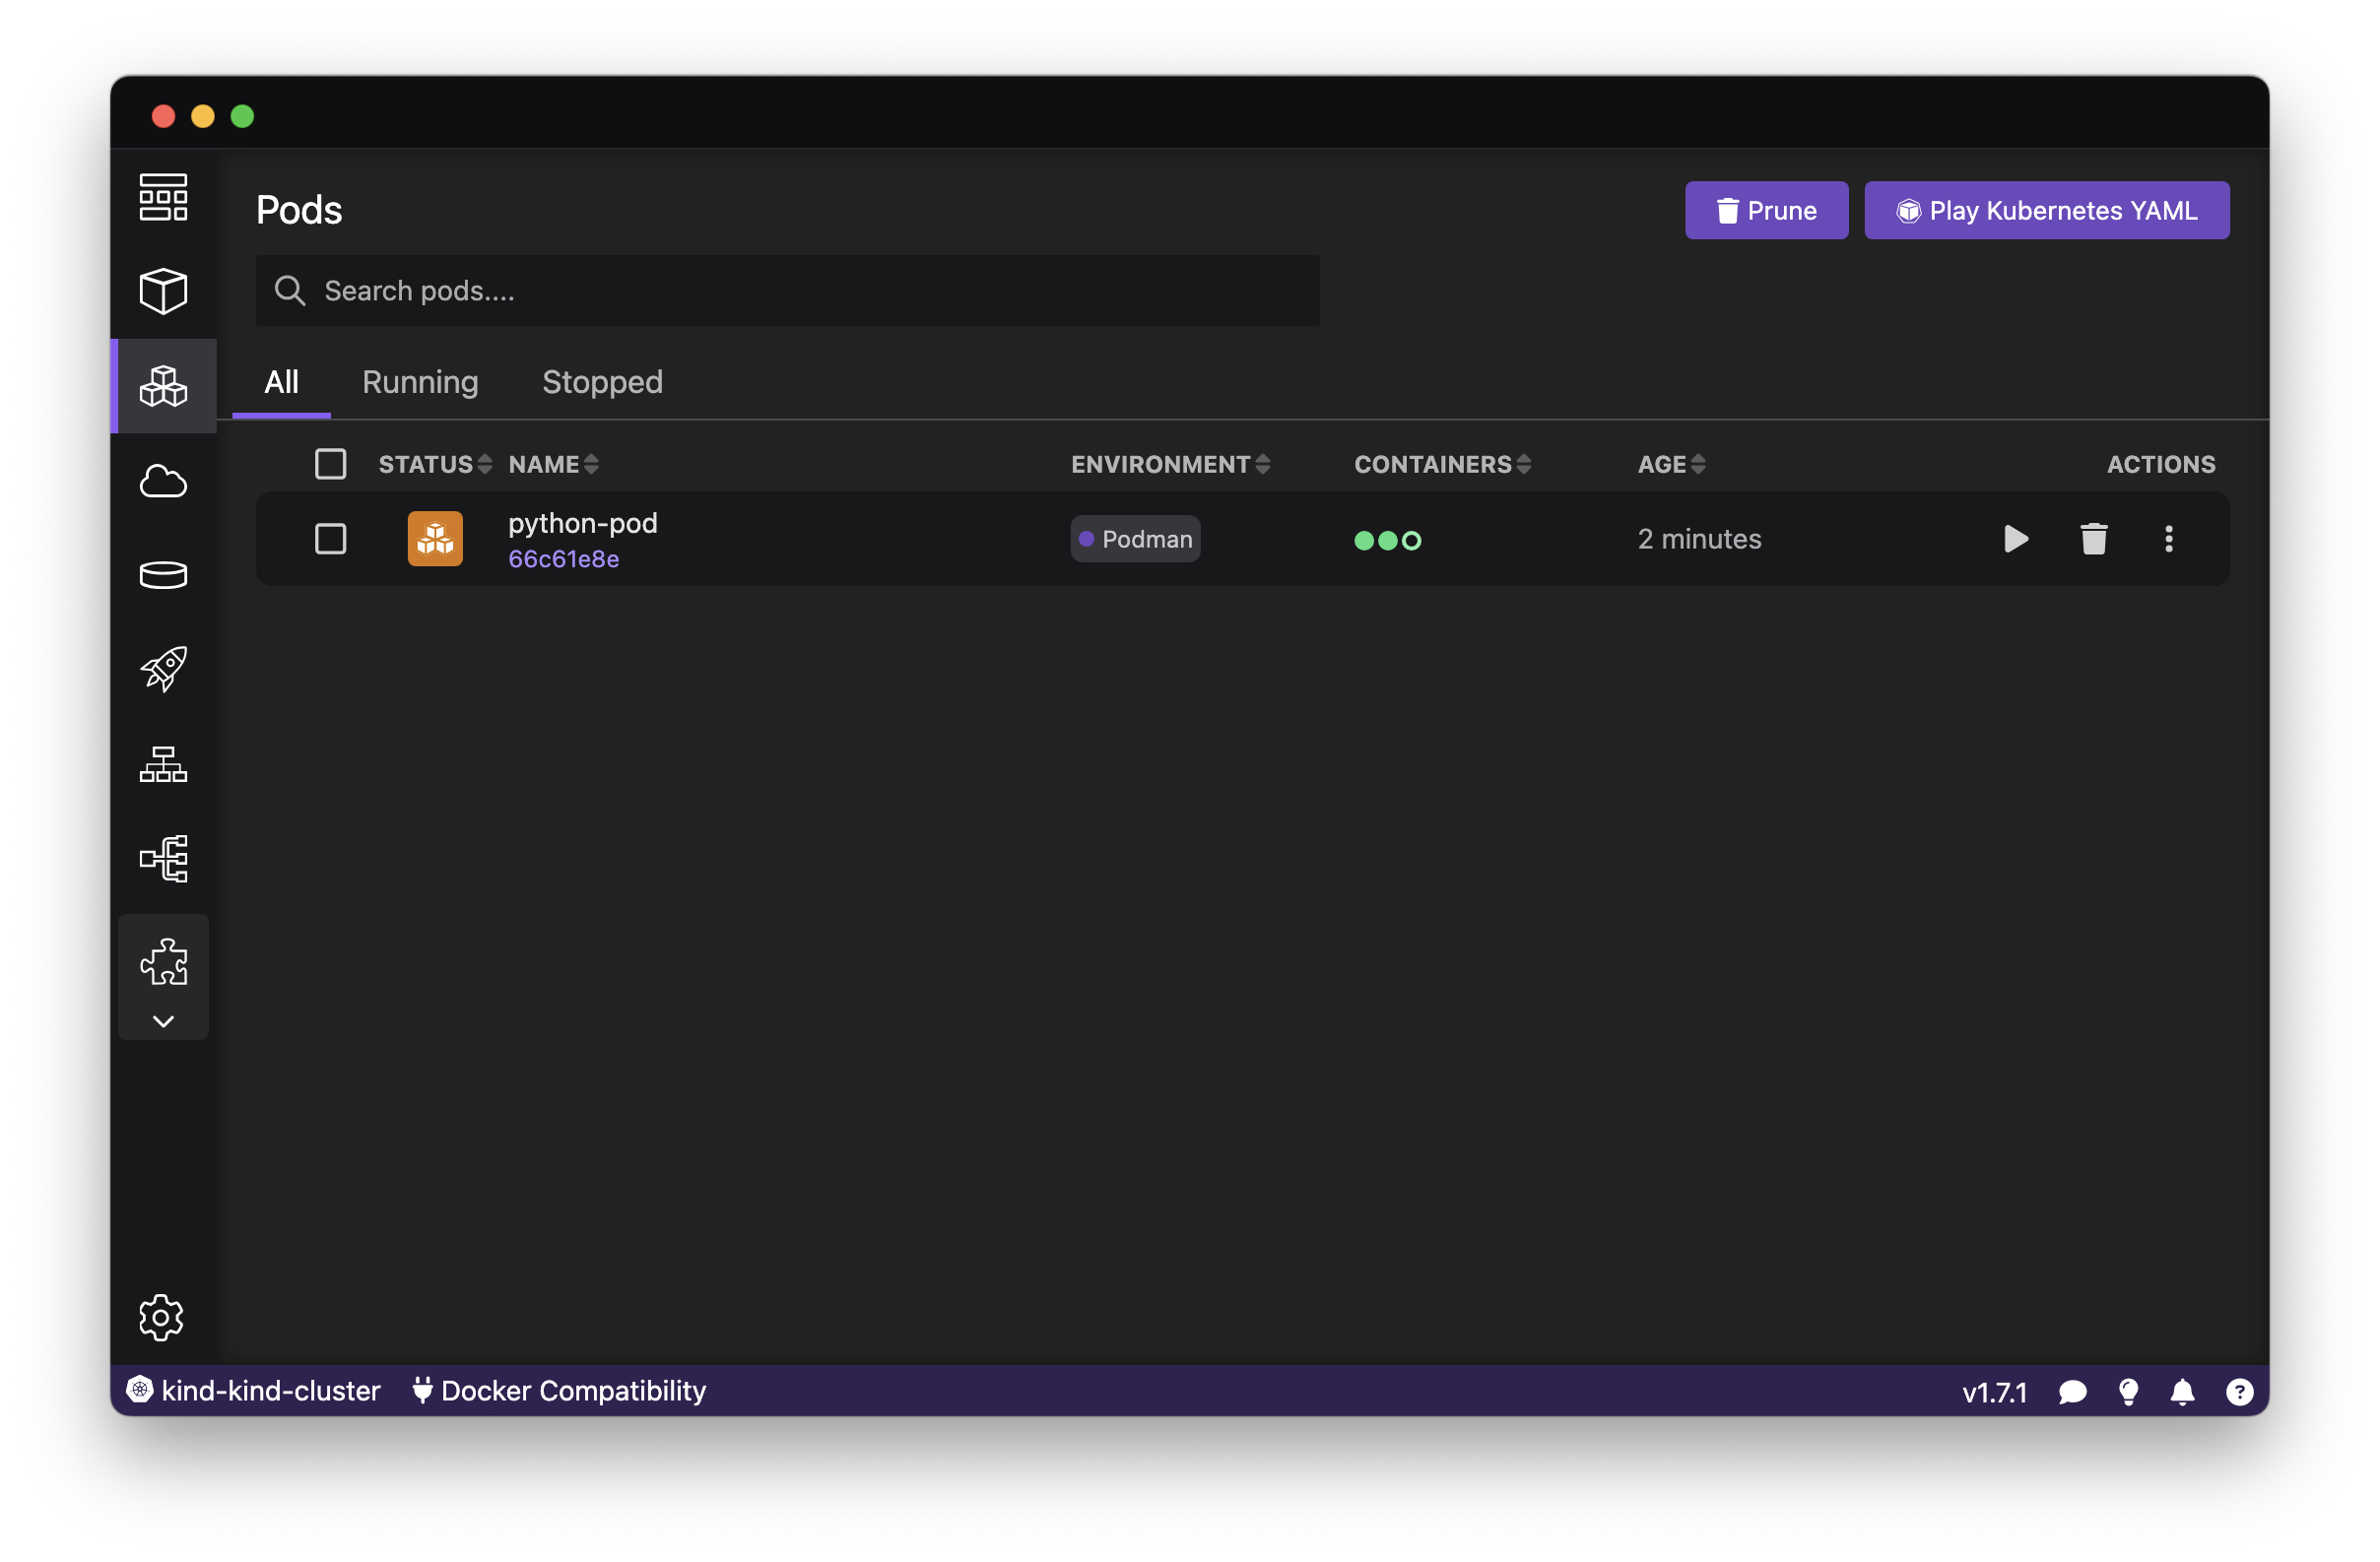 Pods
Prune
Play Kubernetes YAML
Search pods....
All Running Stopped
STATUS NAME ENVIRONMENT CONTAINERS AGE ACTIONS
python-pod
66c61e8e
Podman
2 minutes
kind-kind-cluster Docker Compatibility v1.7.1